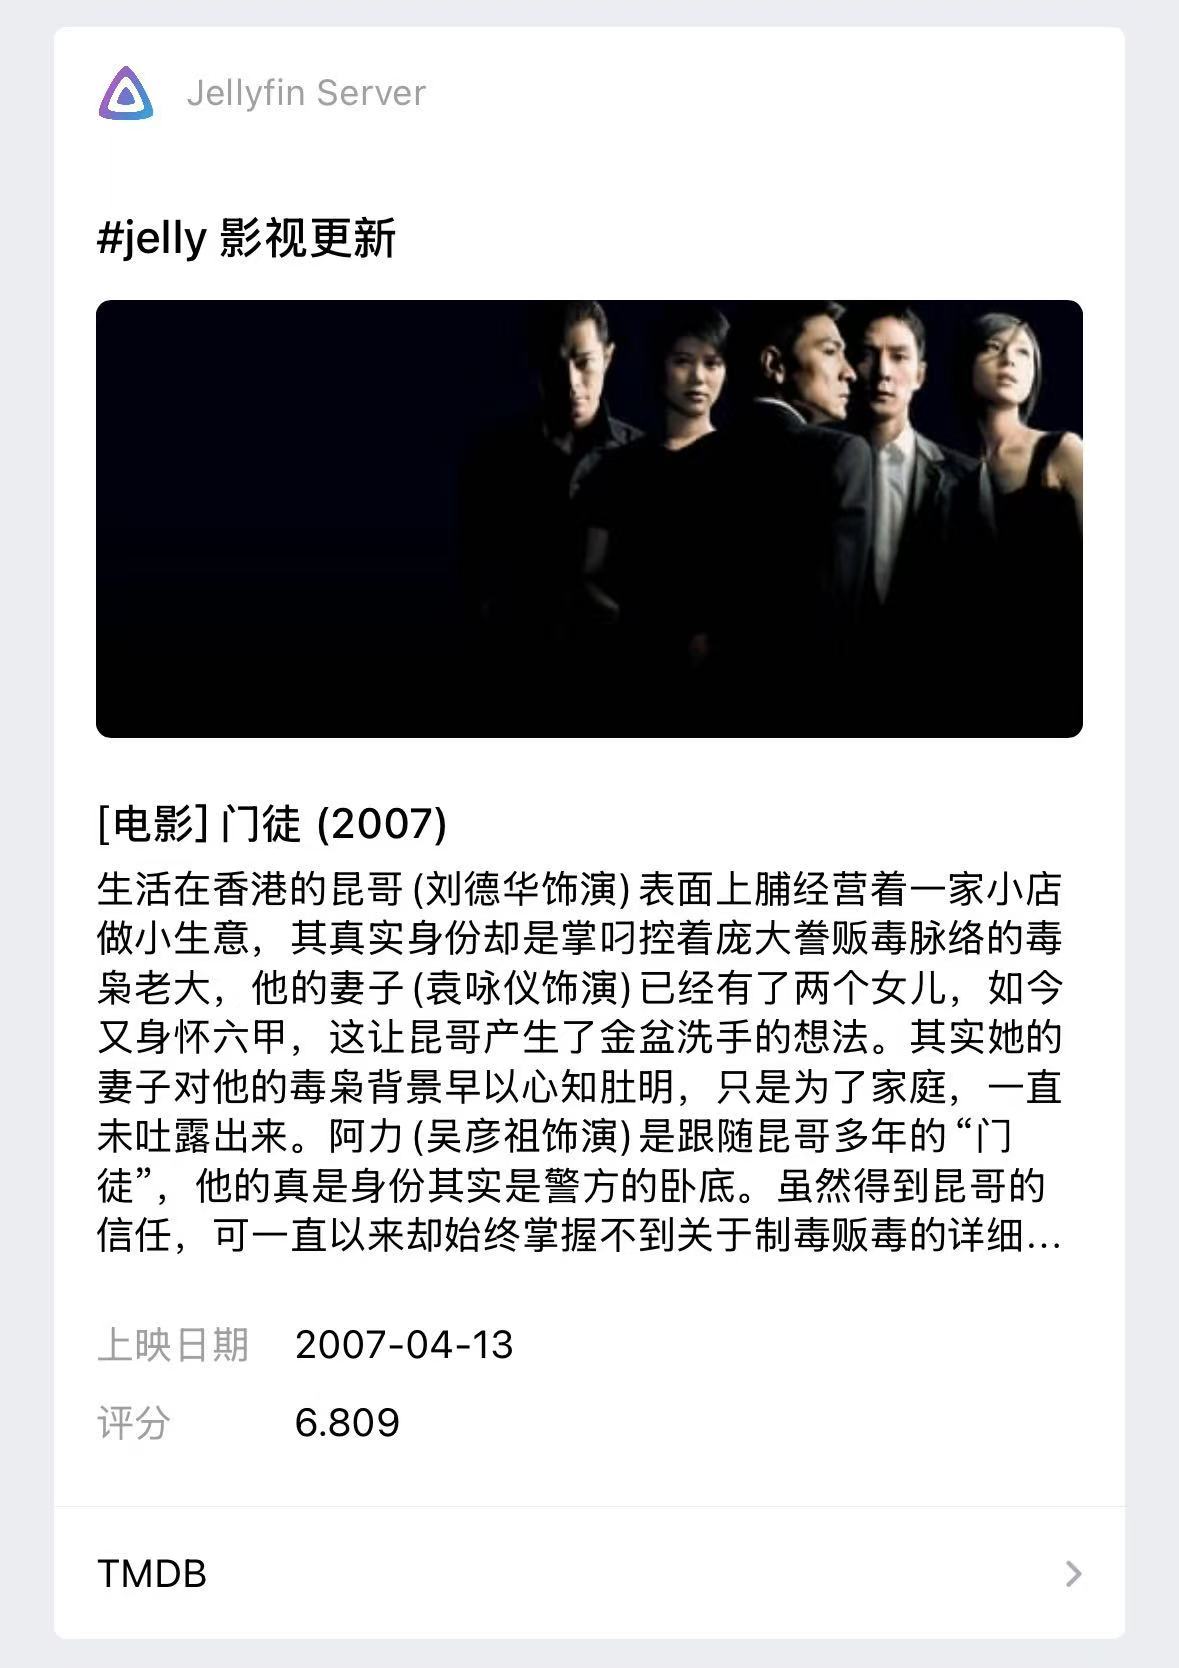 Jellyfin Server
#jelly 影视更新
[电影] 门徒 (2007)
生活在香港的昆哥 (刘德华饰演) 表面上脯经营着一家小店
做小生意，其真实身份却是掌叼控着庞大誊贩毒脉络的毒
枭老大，他的妻子 (袁咏仪饰演) 已经有了两个女儿，如今
又身怀六甲，这让昆哥产生了金盆洗手的想法。其实她的
妻子对他的毒枭背景早以心知肚明，只是为了家庭，一直
未吐露出来。阿力 (吴彦祖饰演) 是跟随昆哥多年的 “门
徒”，他的真是身份其实是警方的卧底。虽然得到昆哥的
信任，可一直以来却始终掌握不到关于制毒贩毒的详细...
上映日期 2007-04-13
评分 6.809
TMDB